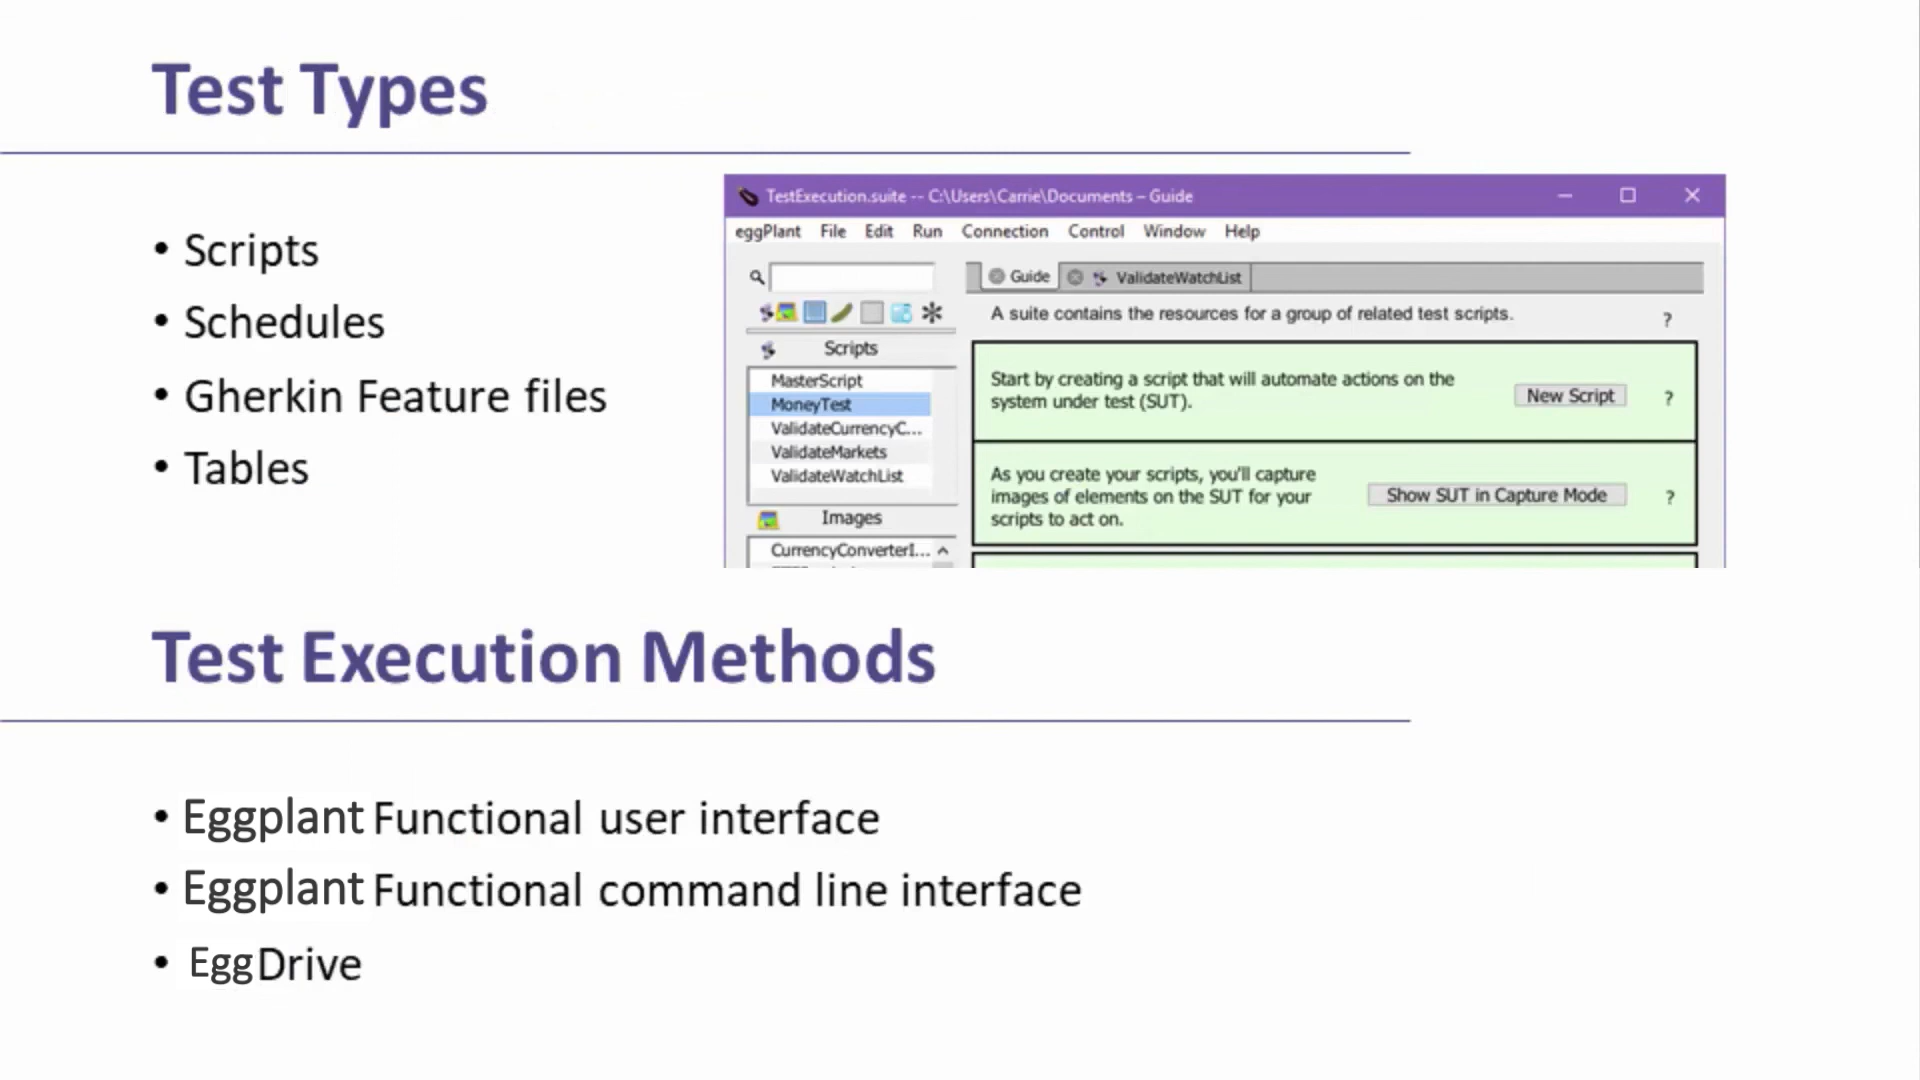 Test Types
• Scripts
• Schedules
• Gherkin Feature files
• Tables
TestExecution.suite -- C:\Users\Carrie\Documents – Guide
eggPlant File Edit Run Connection Control Window Help
Guide ValidateWatchList
A suite contains the resources for a group of related test scripts. ?
Scripts
MasterScript
MoneyTest
ValidateCurrencyC...
ValidateMarkets
ValidateWatchList
Images
CurrencyConverterI...
Start by creating a script that will automate actions on the
system under test (SUT).
New Script ?
As you create your scripts, you'll capture
images of elements on the SUT for your
scripts to act on.
Show SUT in Capture Mode ?
Test Execution Methods
• Eggplant Functional user interface
• Eggplant Functional command line interface
• EggDrive